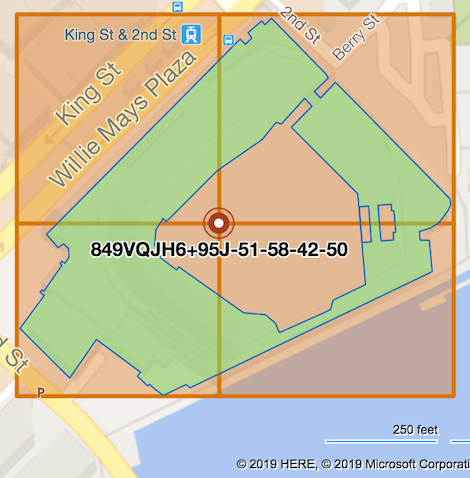 2nd St
King St & 2nd St
Berry St
King St
Willie Mays Plaza
849VQJH6+95J-51-58-42-50
d St
P
250 feet
© 2019 HERE, © 2019 Microsoft Corporati